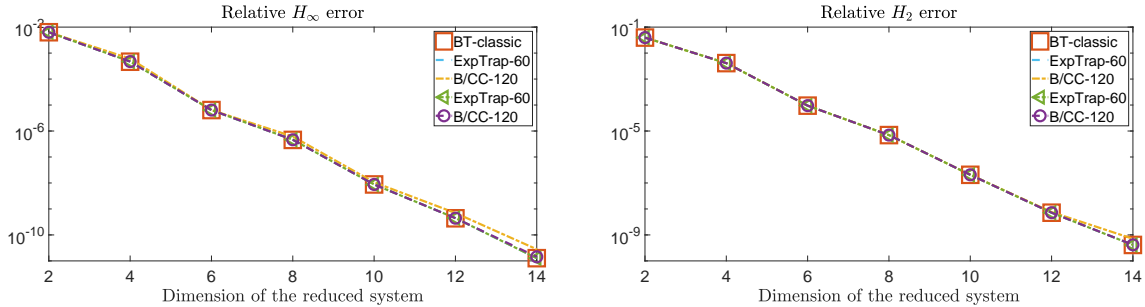 Relative $H_\infty$ error
10^-2
10^-6
10^-10
2 4 6 8 10 12 14
Dimension of the reduced system
BT-classic
ExpTrap-60
B/CC-120
ExpTrap-60
B/CC-120
Relative $H_2$ error
10^-1
10^-5
10^-9
2 4 6 8 10 12 14
Dimension of the reduced system
BT-classic
ExpTrap-60
B/CC-120
ExpTrap-60
B/CC-120